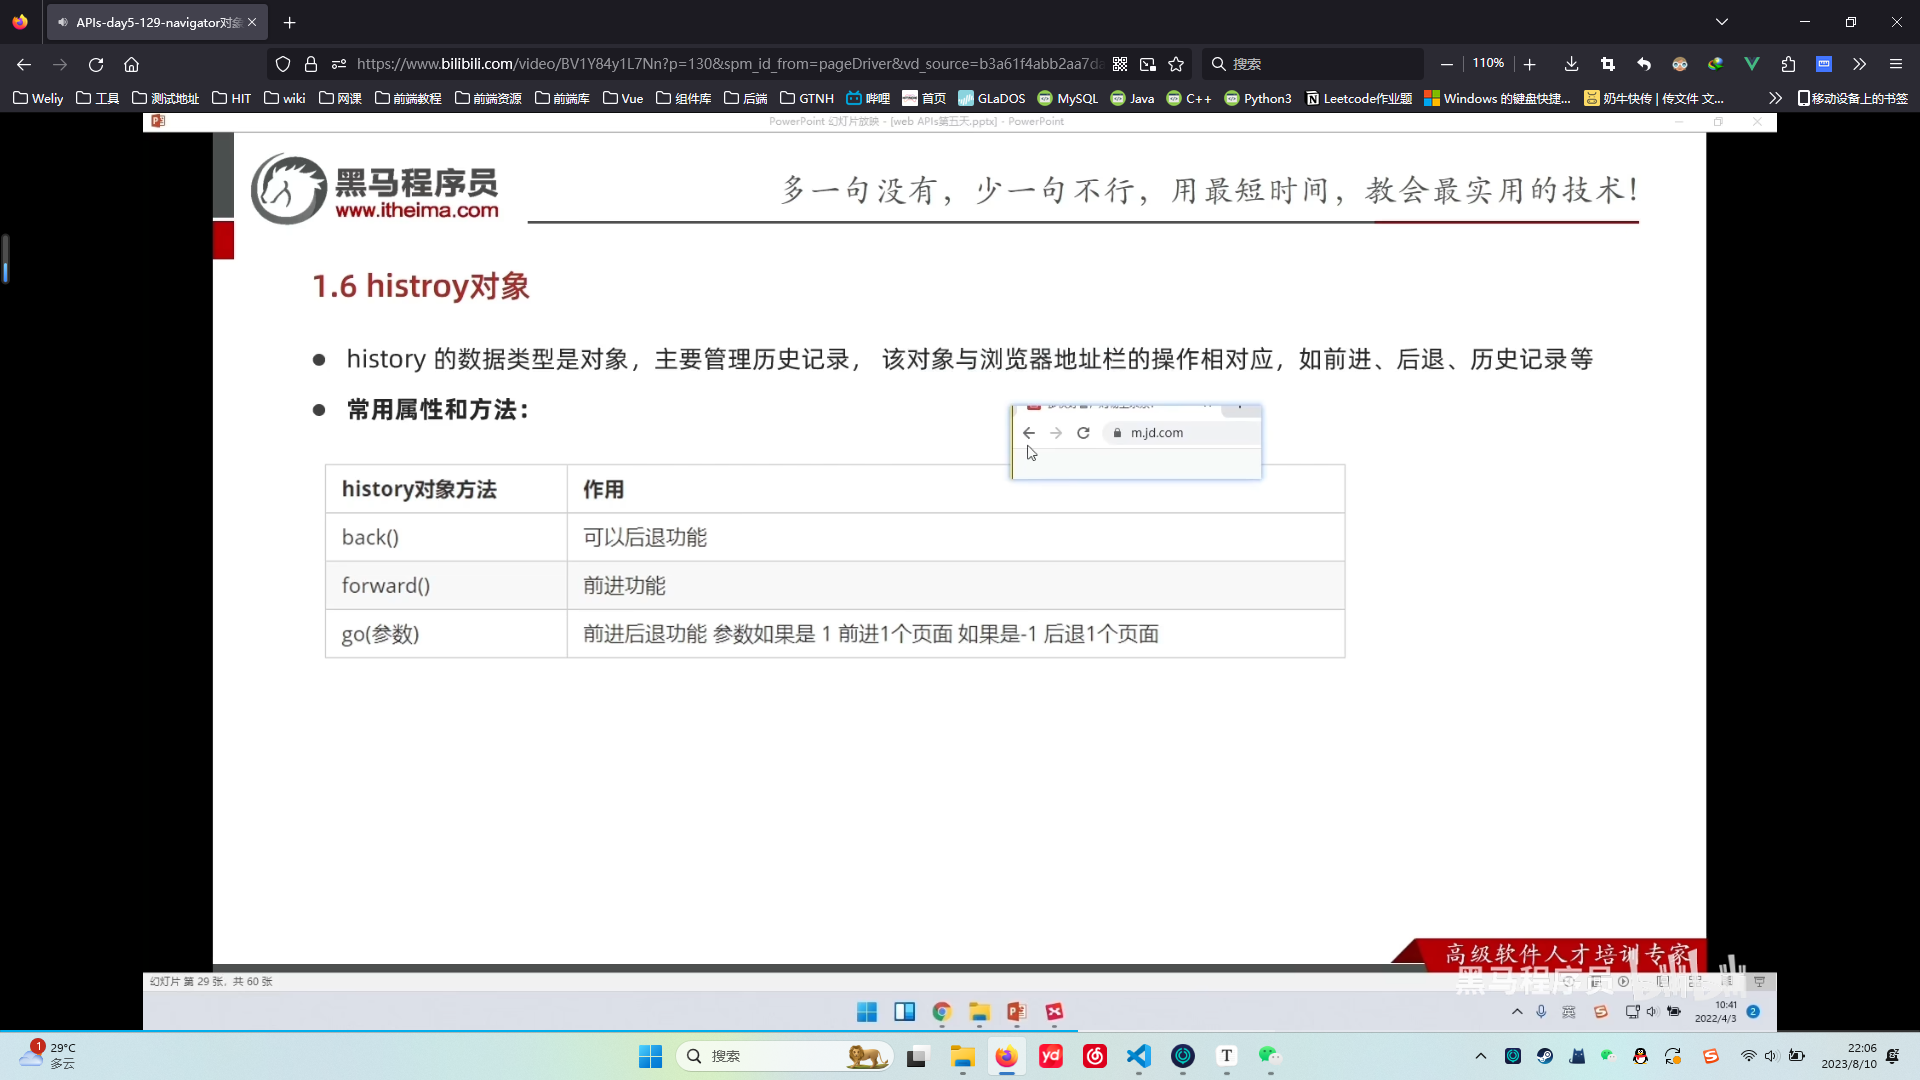 APIs-day5-129-navigator对象
https://www.bilibili.com/video/BV1Y84y1L7Nn?p=130&spm_id_from=pageDriver&vd_source=b3a61f4abb2aa7da
搜索
110%
Weliy 工具 测试地址 HIT wiki 网课 前端教程 前端资源 前端库 Vue 组件库 后端 GTNH 哔哩 首页 GLaDOS MySQL Java C++ Python3 Leetcode作业题 Windows 的键盘快捷... 奶牛快传 | 传文件 文... 移动设备上的书签
PowerPoint 幻灯片放映 - [web APIs第五天.pptx] - PowerPoint
黑马程序员
www.itheima.com
多一句没有，少一句不行，用最短时间，教会最实用的技术！
1.6 histroy对象
history 的数据类型是对象，主要管理历史记录， 该对象与浏览器地址栏的操作相对应，如前进、后退、历史记录等
常用属性和方法：
m.jd.com
history对象方法 作用
back() 可以后退功能
forward() 前进功能
go(参数) 前进后退功能 参数如果是 1 前进1个页面 如果是-1 后退1个页面
高级软件人才培训专家
黑马程序员 bilibili
幻灯片 第 29 张，共 60 张
英
10:41
2022/4/3
2
1
29°C
多云
搜索
yd
T
22:06
2023/8/10